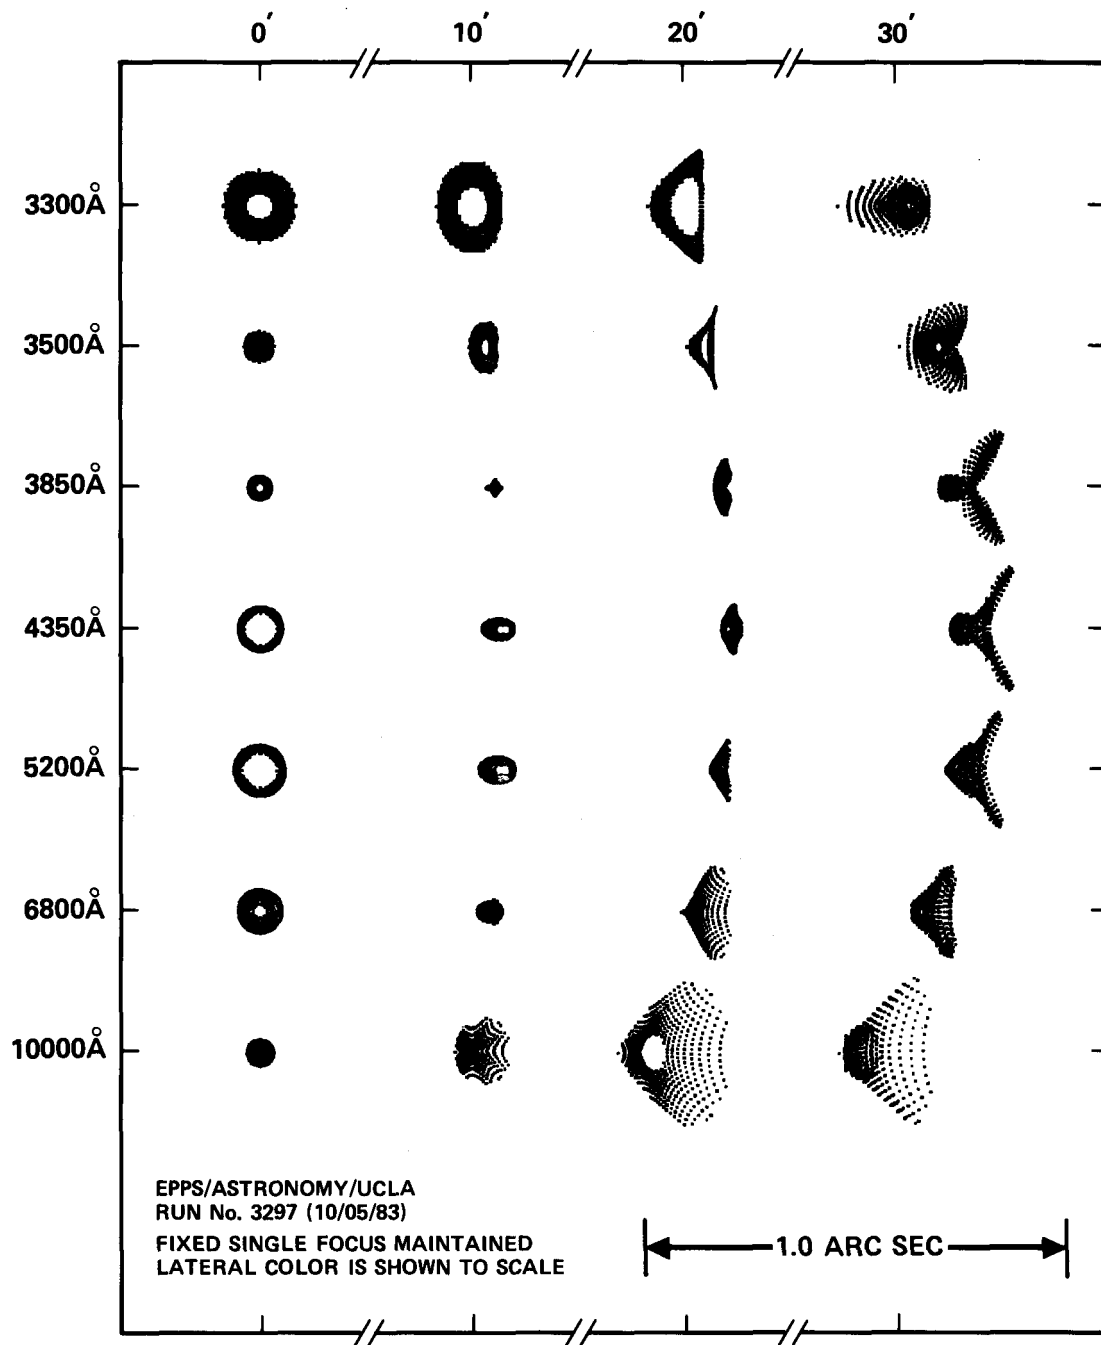 0′ 10′ 20′ 30′
3300Å
3500Å
3850Å
4350Å
5200Å
6800Å
10000Å
EPPS/ASTRONOMY/UCLA
RUN No. 3297 (10/05/83)
FIXED SINGLE FOCUS MAINTAINED
LATERAL COLOR IS SHOWN TO SCALE
1.0 ARC SEC